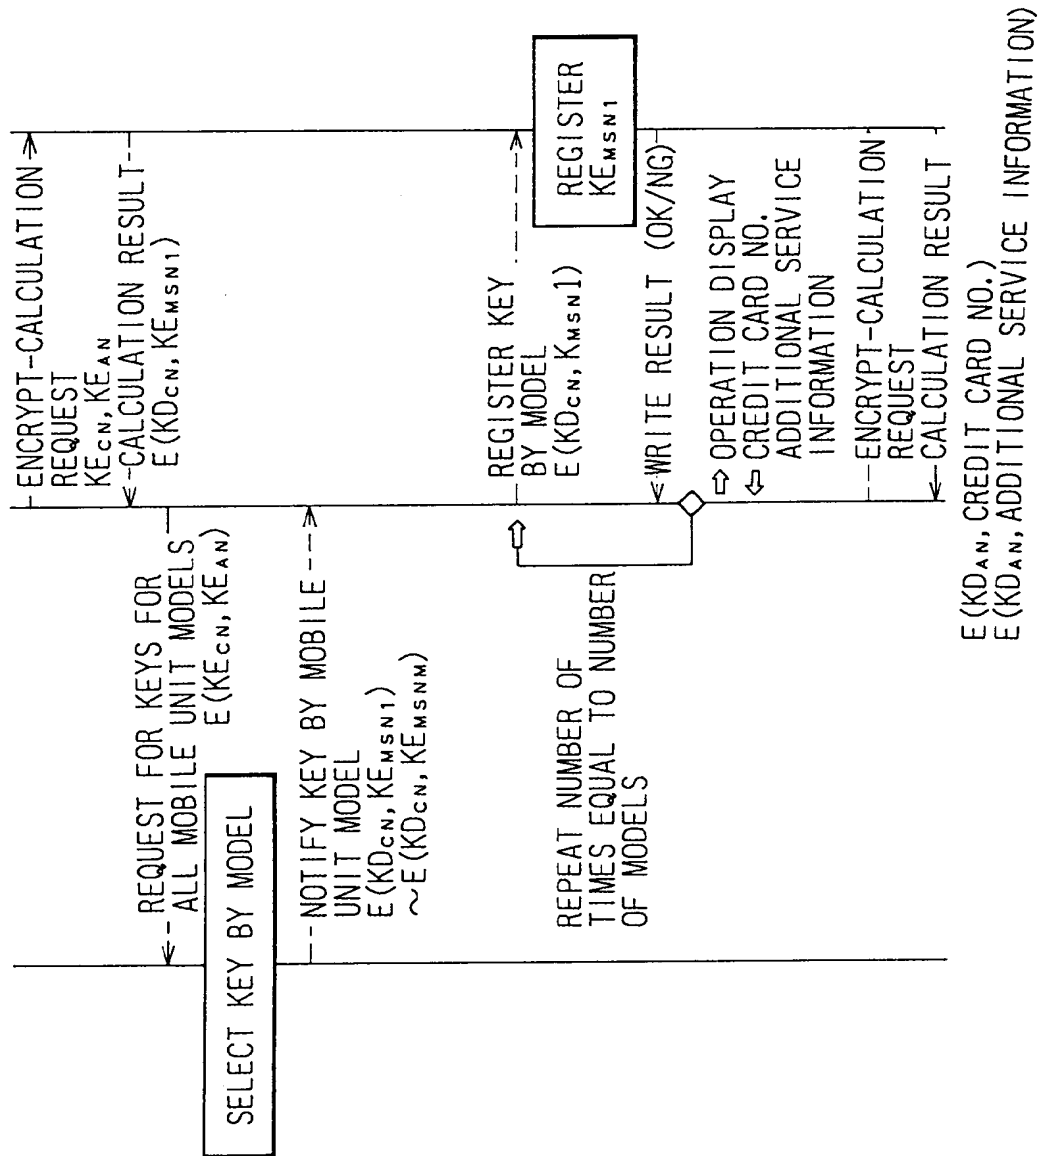 ENCRYPT-CALCULATION
REQUEST
KECN, KEAN
CALCULATION RESULT
E(KDCN, KEMSN1)
REQUEST FOR KEYS FOR
ALL MOBILE UNIT MODELS
E(KECN, KEAN)
SELECT KEY BY MODEL
NOTIFY KEY BY MOBILE
UNIT MODEL
E(KDCN, KEMSN1)
~E(KDCN, KEMSNM)
REGISTER KEY
BY MODEL
E(KDCN, KMSN1)
REGISTER
KEMSN1
REPEAT NUMBER OF
TIMES EQUAL TO NUMBER
OF MODELS
WRITE RESULT (OK/NG)
OPERATION DISPLAY
CREDIT CARD NO.
ADDITIONAL SERVICE
INFORMATION
ENCRYPT-CALCULATION
REQUEST
CALCULATION RESULT
E(KDAN, CREDIT CARD NO.)
E(KDAN, ADDITIONAL SERVICE INFORMATION)